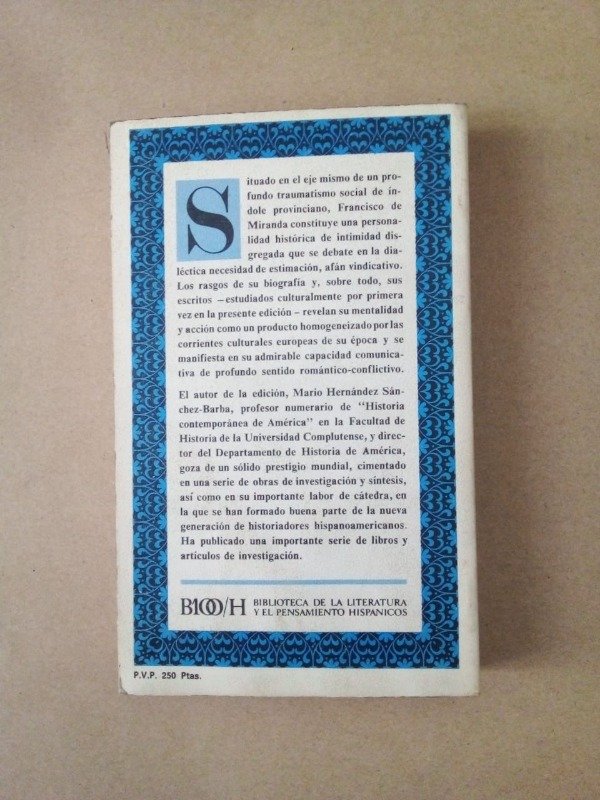 Situado en el eje mismo de un pro-
fundo traumatismo social de ín-
dole provinciano, Francisco de
Miranda constituye una persona-
lidad histórica de intimidad dis-
gregada que se debate en la dia-
léctica necesidad de estimación, afán vindicativo.
Los rasgos de su biografía y, sobre todo, sus
escritos —estudiados culturalmente por primera
vez en la presente edición— revelan su mentalidad
y acción como un producto homogeneizado por las
corrientes culturales europeas de su época y se
manifiesta en su admirable capacidad comunica-
tiva de profundo sentido romántico-conflictivo.
El autor de la edición, Mario Hernández Sán-
chez-Barba, profesor numerario de "Historia
contemporánea de América" en la Facultad de
Historia de la Universidad Complutense, y direc-
tor del Departamento de Historia de América,
goza de un sólido prestigio mundial, cimentado
en una serie de obras de investigación y síntesis,
así como en su importante labor de cátedra, en
la que se han formado buena parte de la nueva
generación de historiadores hispanoamericanos.
Ha publicado una importante serie de libros y
artículos de investigación.
B100/H BIBLIOTECA DE LA LITERATURA
Y EL PENSAMIENTO HISPANICOS
P.V.P. 250 Ptas.